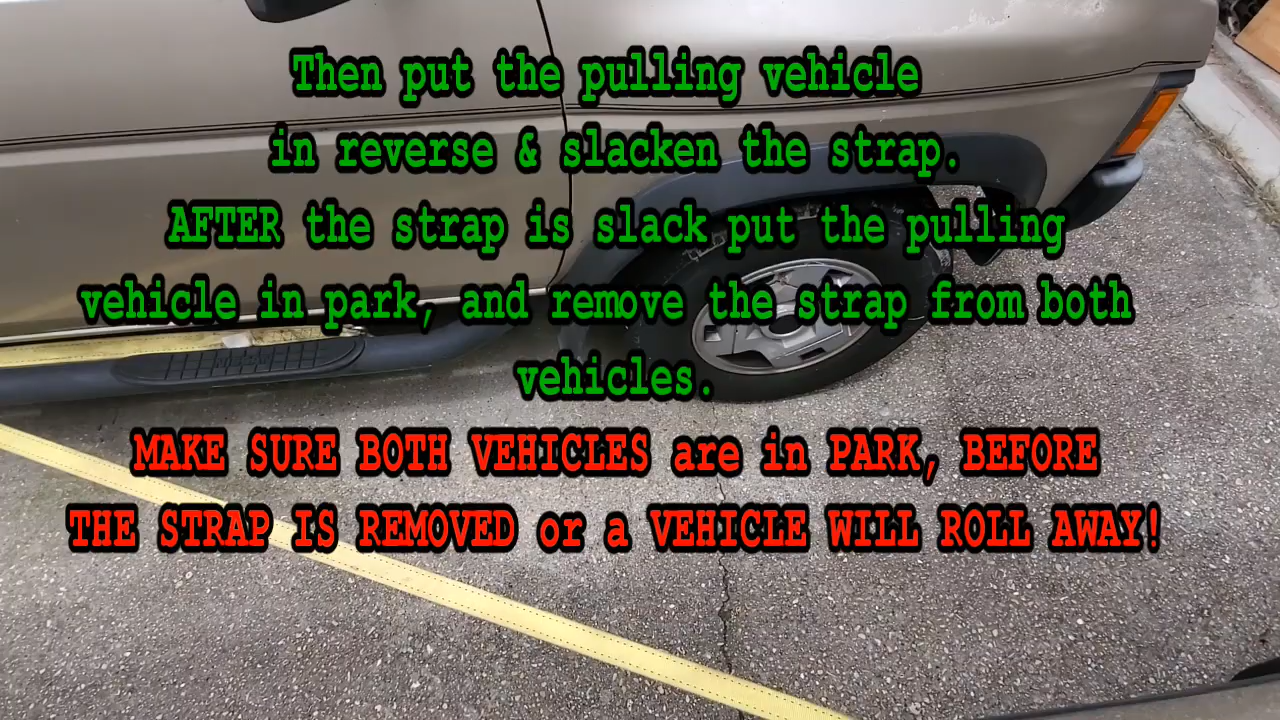 Then put the pulling vehicle
in reverse & slacken the strap.
AFTER the strap is slack put the pulling
vehicle in park, and remove the strap from both
vehicles.
MAKE SURE BOTH VEHICLES are in PARK, BEFORE
THE STRAP IS REMOVED or a VEHICLE WILL ROLL AWAY!